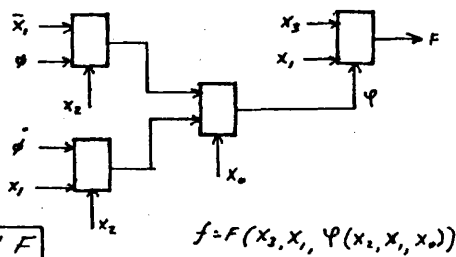 x̄₁
φ
x₂
φ
x₁
x₂
x₀
x₃
x₁
φ
F
F
f = F(x₃, x₁, φ(x₂, x₁, x₀))